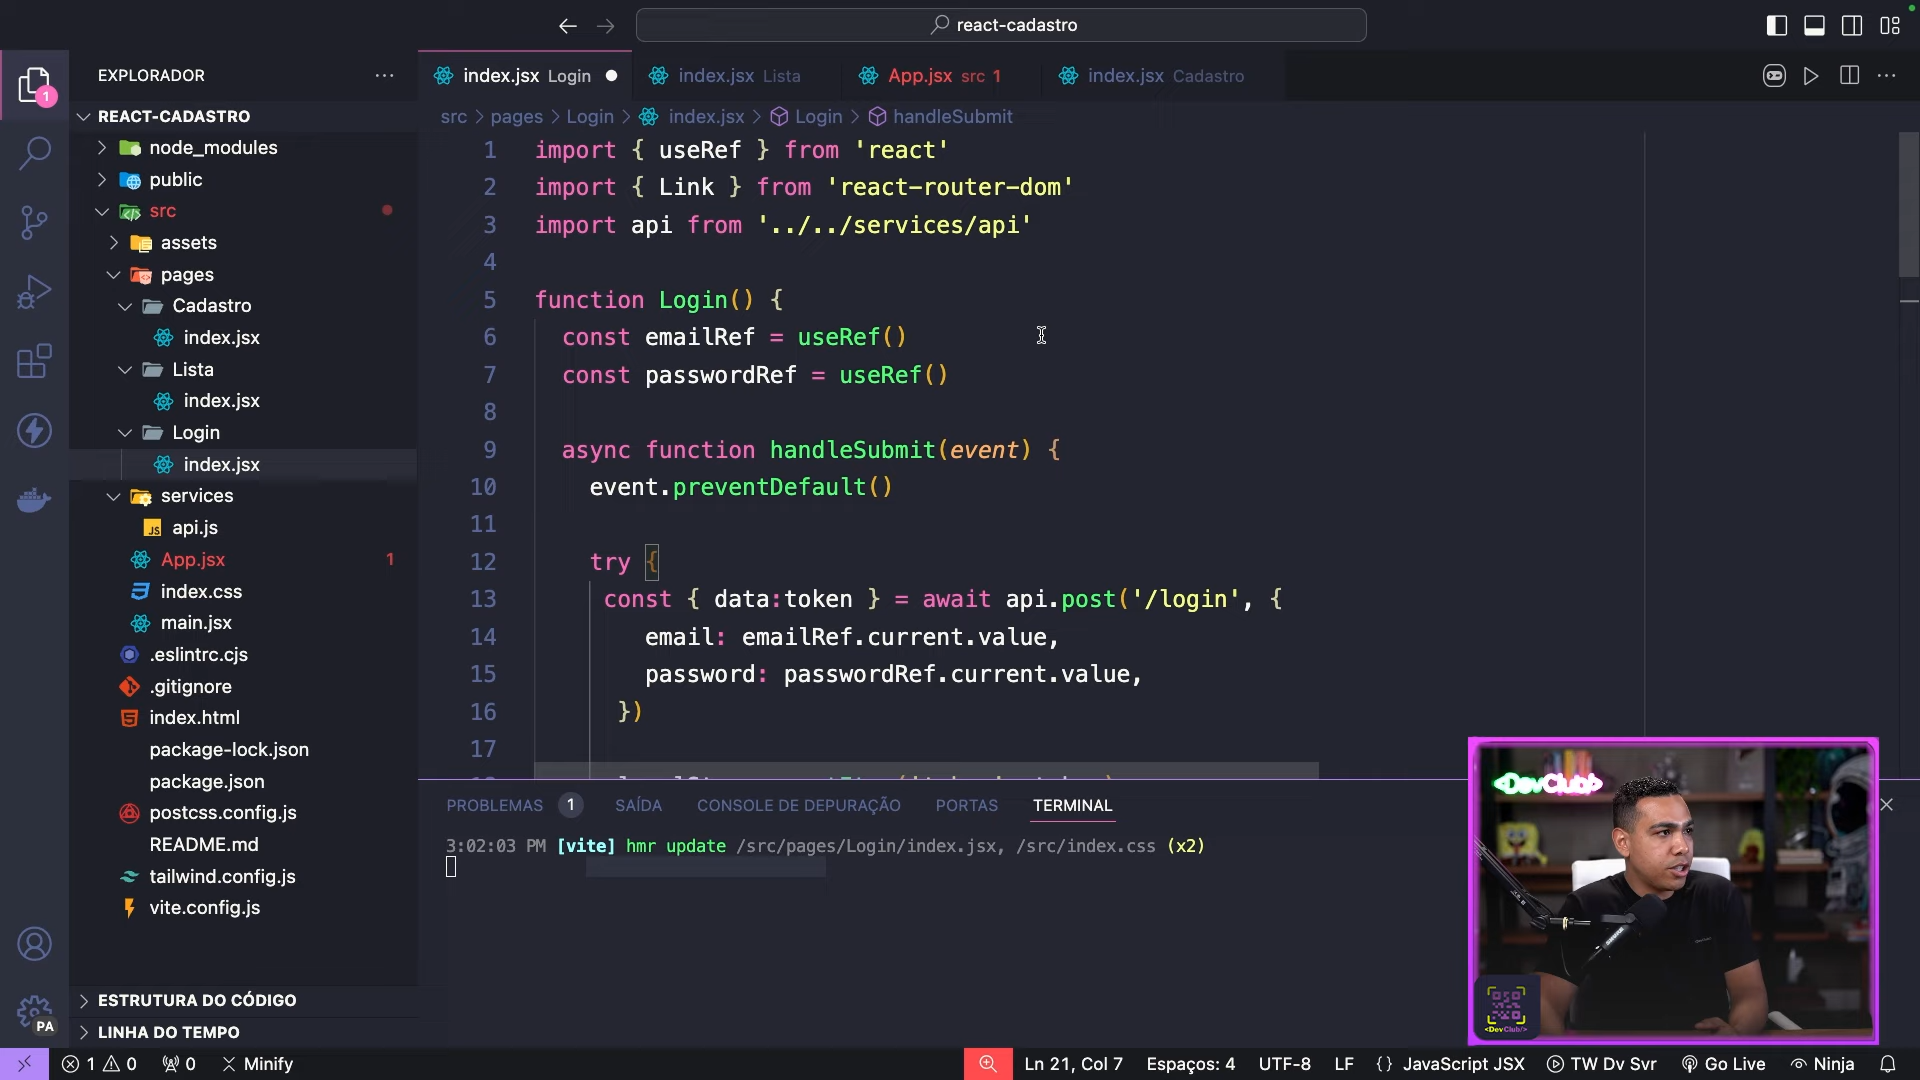 react-cadastro
EXPLORADOR
REACT-CADASTRO
node_modules
public
src
assets
pages
Cadastro
index.jsx
Lista
index.jsx
Login
index.jsx
services
JS api.js
App.jsx 1
index.css
main.jsx
.eslintrc.cjs
.gitignore
index.html
package-lock.json
package.json
postcss.config.js
README.md
tailwind.config.js
vite.config.js
ESTRUTURA DO CÓDIGO
LINHA DO TEMPO
1
PA
index.jsx Login
index.jsx Lista
App.jsx src 1
index.jsx Cadastro
src > pages > Login > index.jsx > Login > handleSubmit
1 import { useRef } from 'react'
2 import { Link } from 'react-router-dom'
3 import api from '../../services/api'
4
5 function Login() {
6 const emailRef = useRef()
7 const passwordRef = useRef()
8
9 async function handleSubmit(event) {
10 event.preventDefault()
11
12 try {
13 const { data:token } = await api.post('/login', {
14 email: emailRef.current.value,
15 password: passwordRef.current.value,
16 })
17
PROBLEMAS 1 SAÍDA CONSOLE DE DEPURAÇÃO PORTAS TERMINAL
3:02:03 PM [vite] hmr update /src/pages/Login/index.jsx, /src/index.css (x2)
<DevClub/>
<DevClub/>
1 0 0 Minify
Ln 21, Col 7 Espaços: 4 UTF-8 LF {} JavaScript JSX TW Dv Svr Go Live Ninja